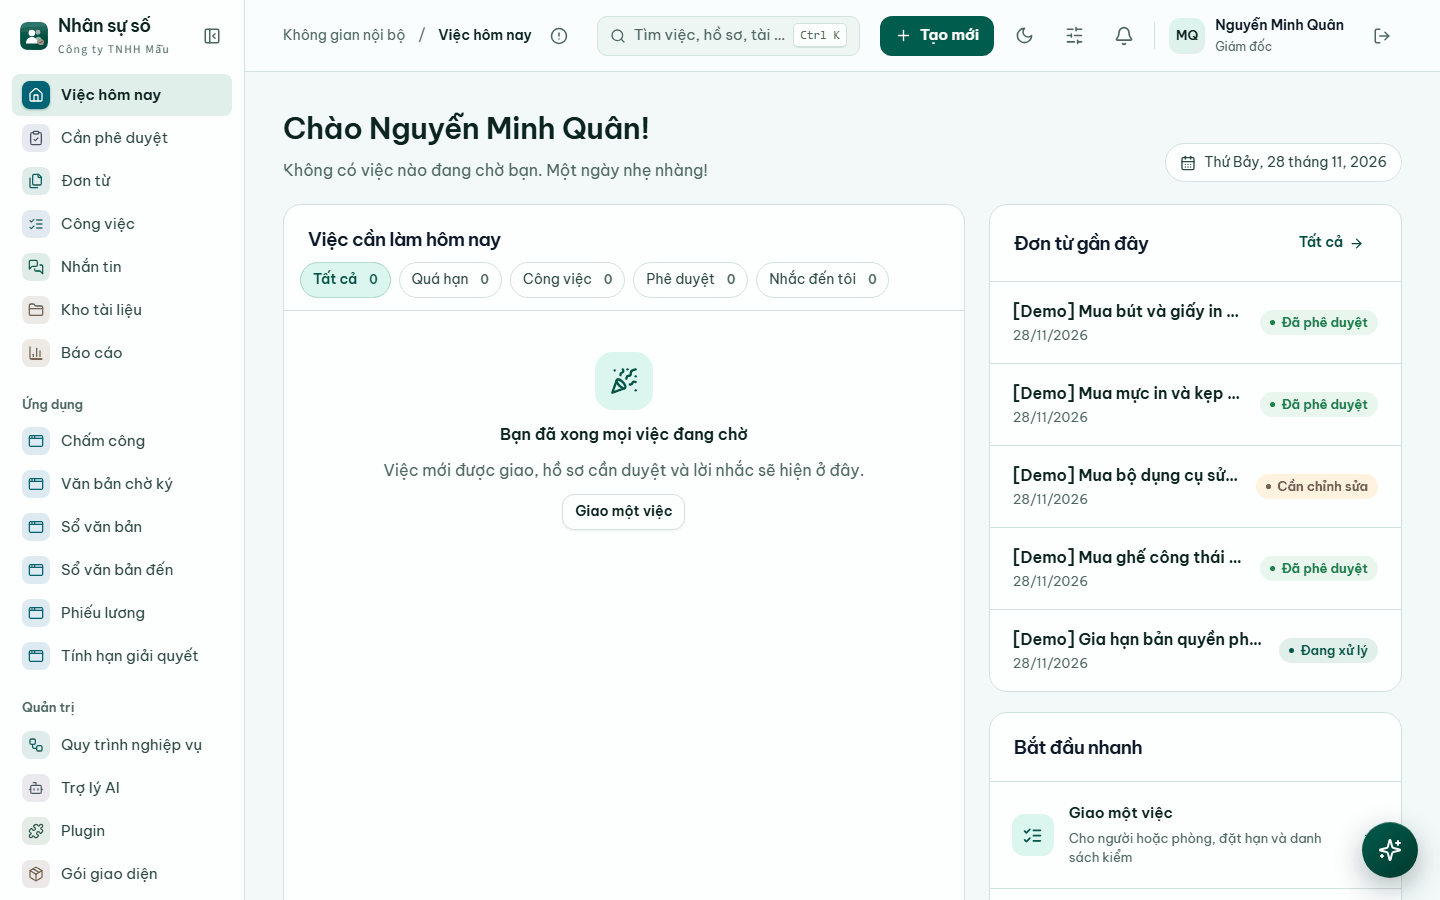 Nhân sự số
Công ty TNHH Mẫu
Việc hôm nay
Cần phê duyệt
Đơn từ
Công việc
Nhắn tin
Kho tài liệu
Báo cáo
Ứng dụng
Chấm công
Văn bản chờ ký
Sổ văn bản
Sổ văn bản đến
Phiếu lương
Tính hạn giải quyết
Quản trị
Quy trình nghiệp vụ
Trợ lý AI
Plugin
Gói giao diện
Không gian nội bộ / Việc hôm nay
Tìm việc, hồ sơ, tài ... Ctrl K
Tạo mới
MQ
Nguyễn Minh Quân
Giám đốc
Chào Nguyễn Minh Quân!
Không có việc nào đang chờ bạn. Một ngày nhẹ nhàng!
Thứ Bảy, 28 tháng 11, 2026
Việc cần làm hôm nay
Tất cả 0 Quá hạn 0 Công việc 0 Phê duyệt 0 Nhắc đến tôi 0
Bạn đã xong mọi việc đang chờ
Việc mới được giao, hồ sơ cần duyệt và lời nhắc sẽ hiện ở đây.
Giao một việc
Đơn từ gần đây
Tất cả
[Demo] Mua bút và giấy in ...
28/11/2026
Đã phê duyệt
[Demo] Mua mực in và kẹp ...
28/11/2026
Đã phê duyệt
[Demo] Mua bộ dụng cụ sử...
28/11/2026
Cần chỉnh sửa
[Demo] Mua ghế công thái ...
28/11/2026
Đã phê duyệt
[Demo] Gia hạn bản quyền ph...
28/11/2026
Đang xử lý
Bắt đầu nhanh
Giao một việc
Cho người hoặc phòng, đặt hạn và danh
sách kiểm